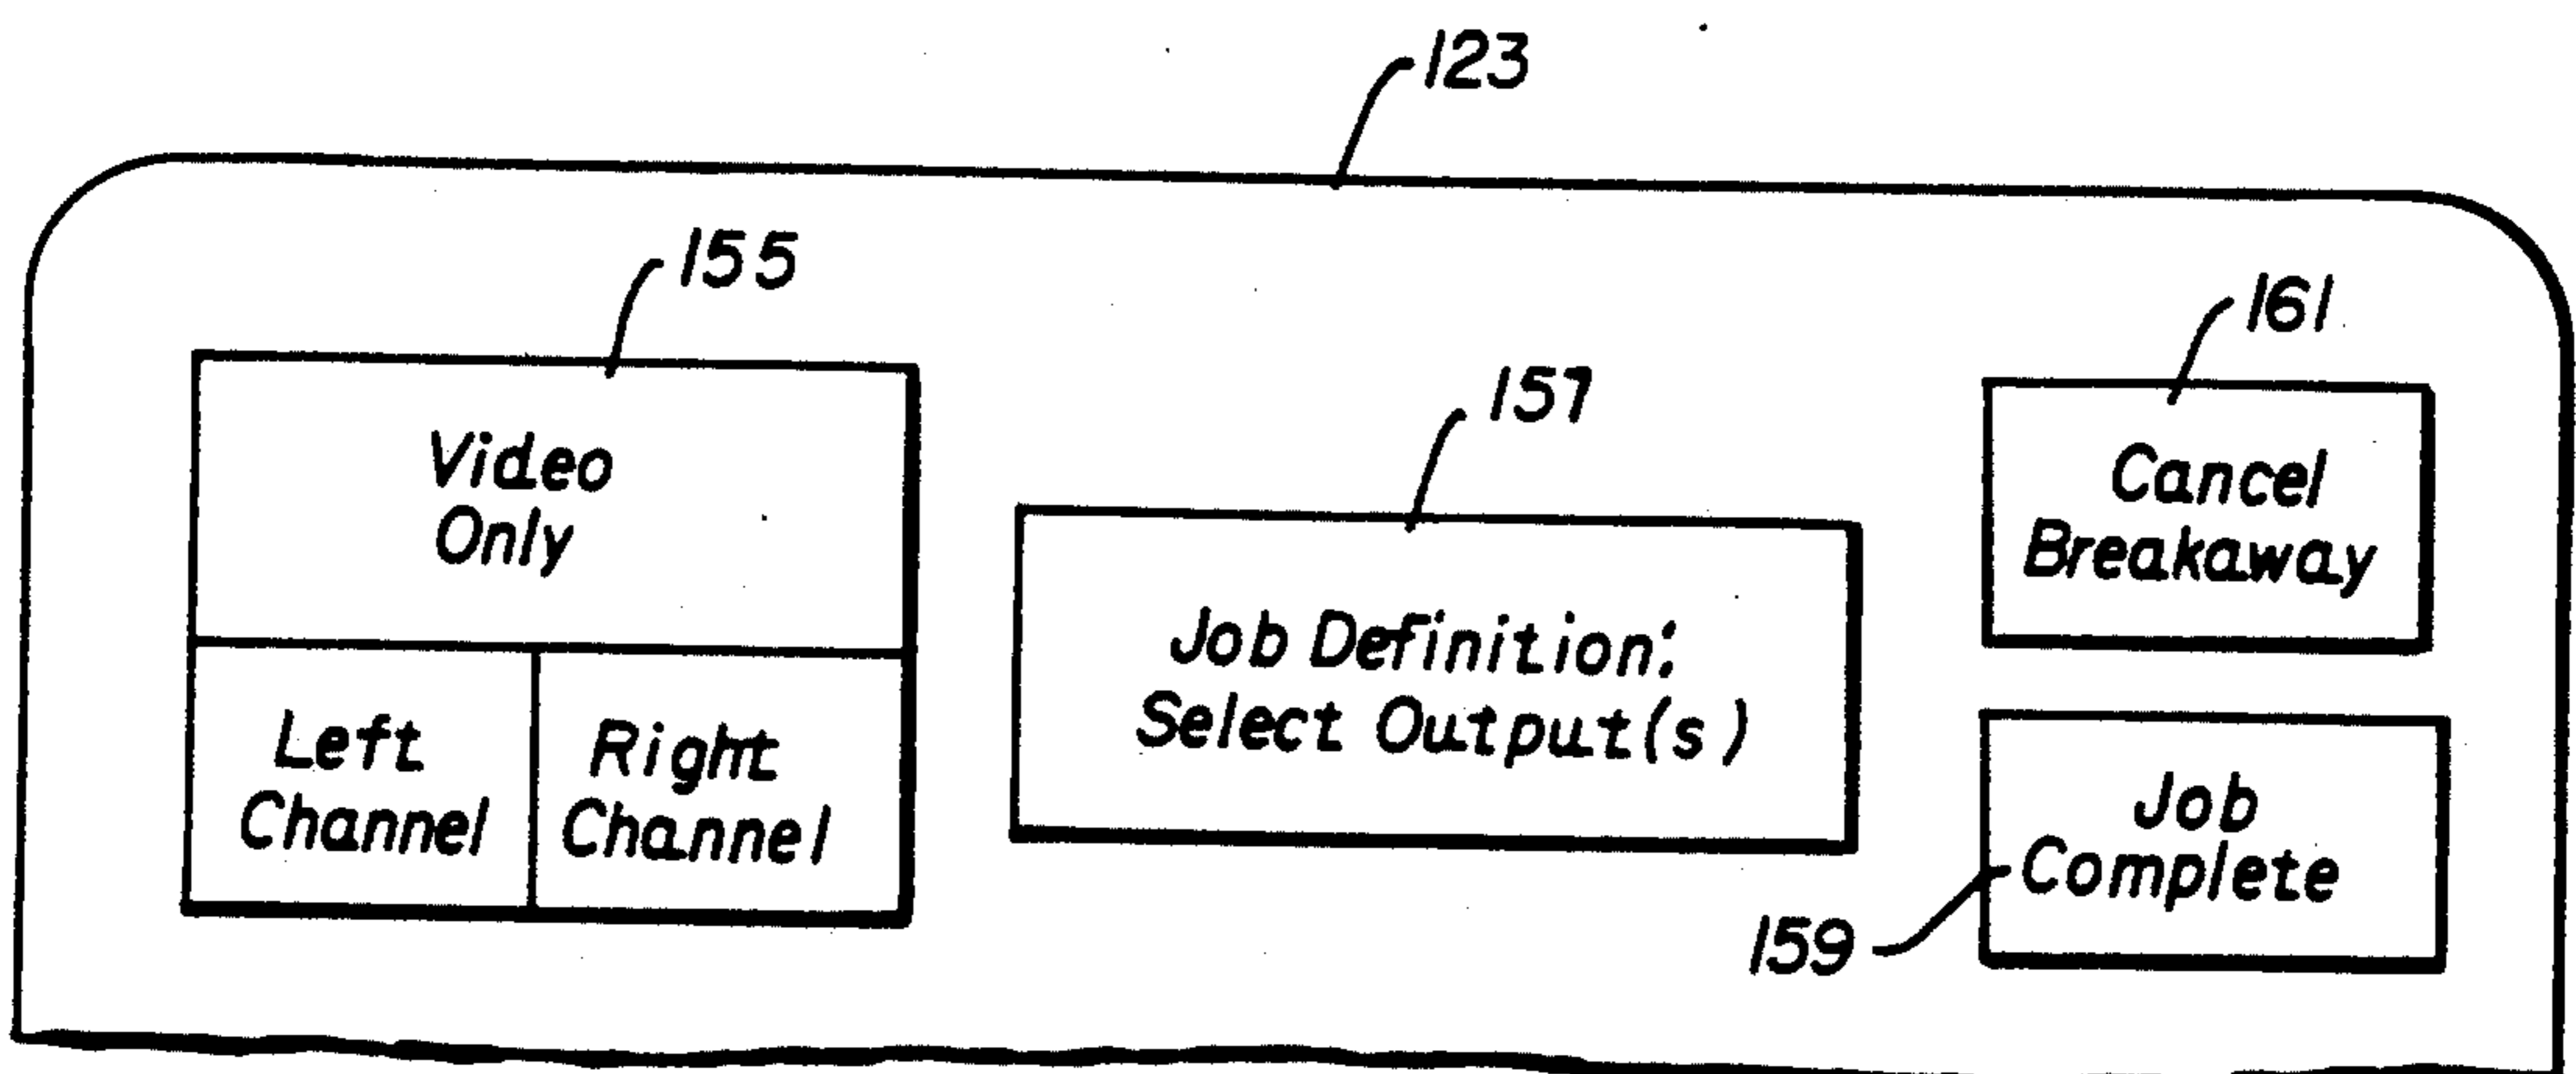 123
155
Video
Only
Left
Channel
Right
Channel
157
Job Definition:
Select Output(s)
161
Cancel
Breakaway
Job
Complete
159